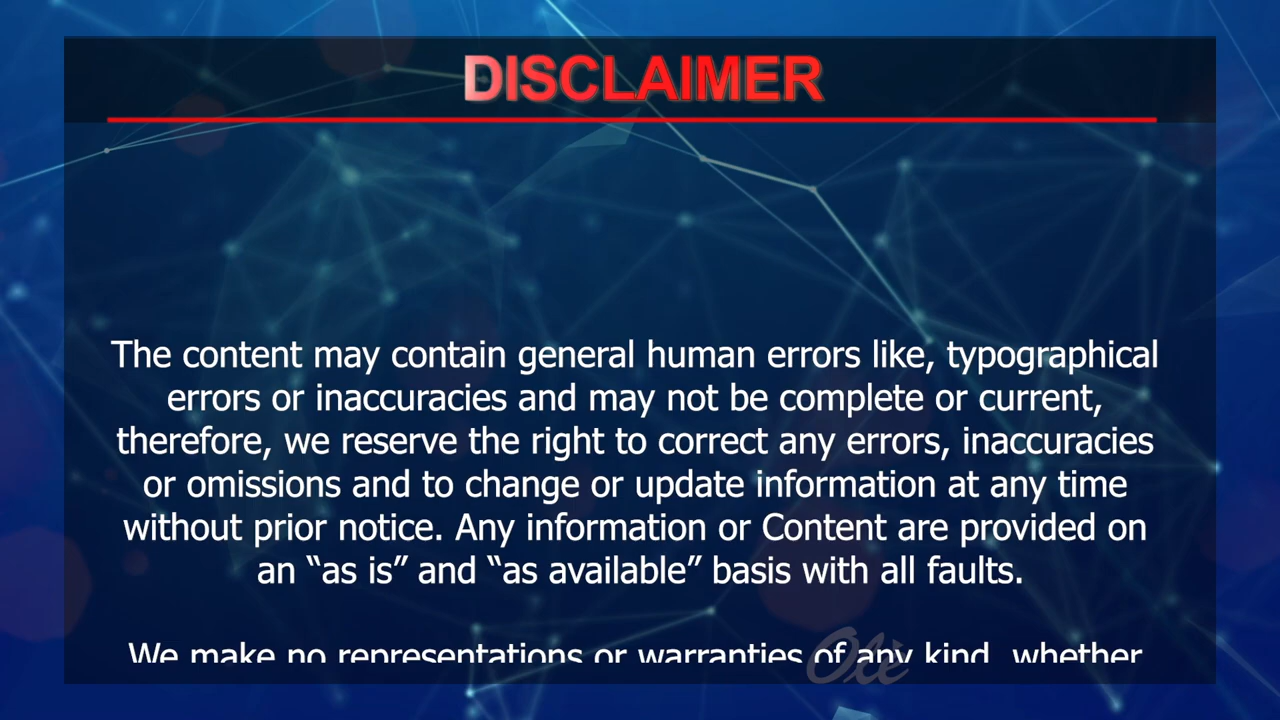 DISCLAIMER
The content may contain general human errors like, typographical
errors or inaccuracies and may not be complete or current,
therefore, we reserve the right to correct any errors, inaccuracies
or omissions and to change or update information at any time
without prior notice. Any information or Content are provided on
an “as is” and “as available” basis with all faults.
We make no representations or warranties of any kind, whether